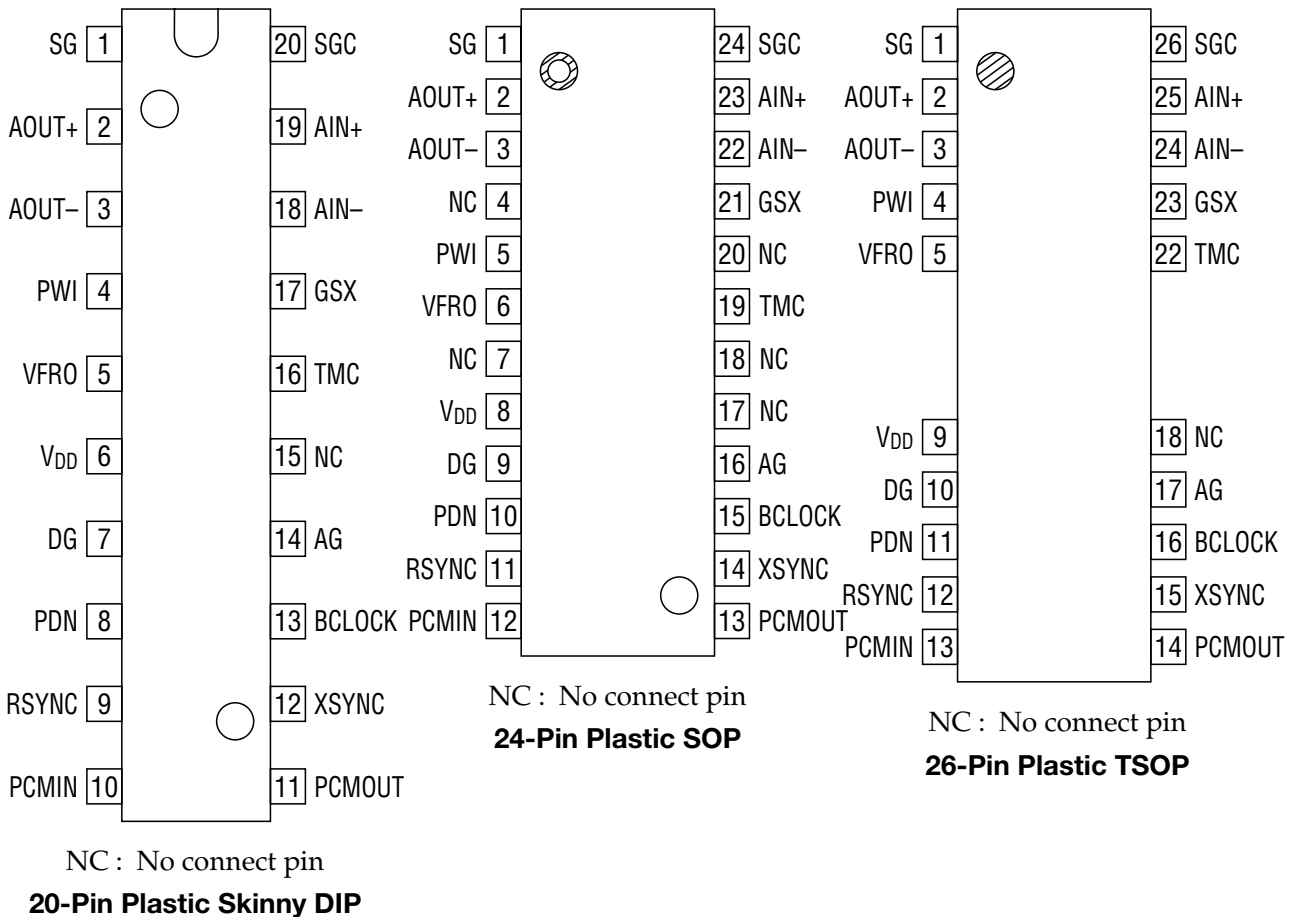 SG 1
AOUT+ 2
AOUT– 3
PWI 4
VFRO 5
VDD 6
DG 7
PDN 8
RSYNC 9
PCMIN 10
20 SGC
19 AIN+
18 AIN–
17 GSX
16 TMC
15 NC
14 AG
13 BCLOCK
12 XSYNC
11 PCMOUT
NC : No connect pin
20-Pin Plastic Skinny DIP
SG 1
AOUT+ 2
AOUT– 3
NC 4
PWI 5
VFRO 6
NC 7
VDD 8
DG 9
PDN 10
RSYNC 11
PCMIN 12
24 SGC
23 AIN+
22 AIN–
21 GSX
20 NC
19 TMC
18 NC
17 NC
16 AG
15 BCLOCK
14 XSYNC
13 PCMOUT
NC : No connect pin
24-Pin Plastic SOP
SG 1
AOUT+ 2
AOUT– 3
PWI 4
VFRO 5
VDD 9
DG 10
PDN 11
RSYNC 12
PCMIN 13
26 SGC
25 AIN+
24 AIN–
23 GSX
22 TMC
18 NC
17 AG
16 BCLOCK
15 XSYNC
14 PCMOUT
NC : No connect pin
26-Pin Plastic TSOP